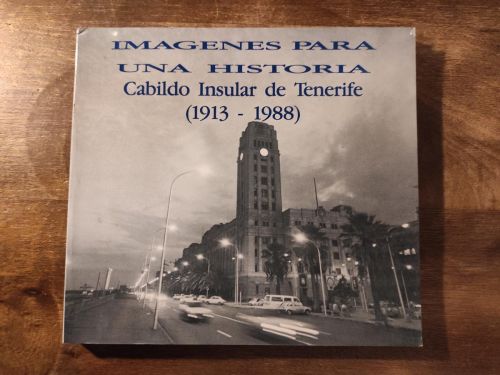 IMAGENES PARA
UNA HISTORIA
Cabildo Insular de Tenerife
(1913 - 1988)